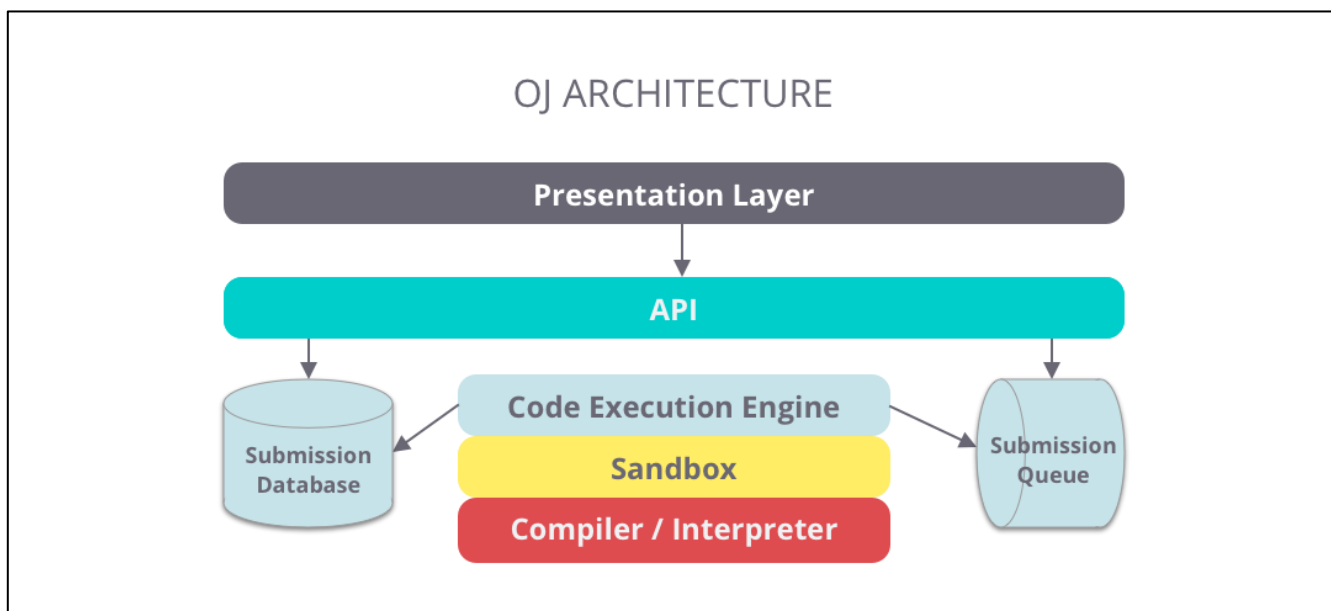 OJ ARCHITECTURE
Presentation Layer
API
Code Execution Engine
Submission
Database
Sandbox
Submission
Queue
Compiler / Interpreter